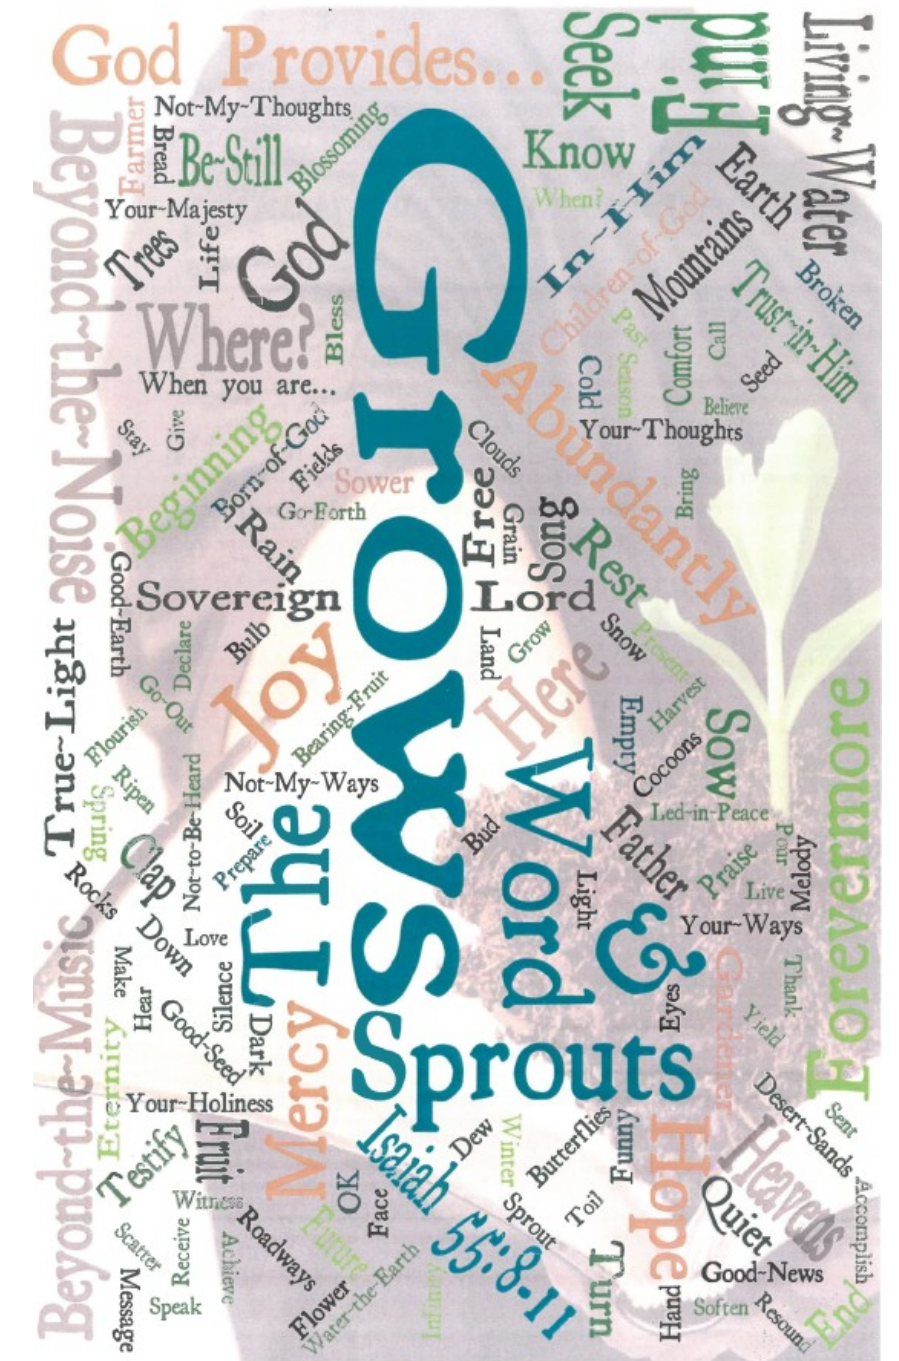 God Provides...
Seek
Find
Living~Water
Farmer
Not~My~Thoughts
Bread
Be~Still
Blossoming
Know
When?
In~Him
Earth
Beyond~the~Noise
Your~Majesty
Trees
Life
God
Children~of~God
Mountains
Trust~in~Him
Broken
Where?
Bless
When you are...
Past
Season
Comfort
Call
Seed
Cold
Believe
Your~Thoughts
Abundantly
Stay
Give
Beginning
Born~of~God
Fields
Sower
Go~Forth
Clouds
Free
Grain
Song
Bring
Rest
Rain
Good~Earth
Sovereign
Lord
Bulb
Declare
Land
Grow
Snow
Present
True~Light
Joy
Here
Go~Out
Flourish
Bearing~Fruit
Empty
Harvest
Cocoons
Sow
Forevermore
Ripen
Spring
Not~to~Be~Heard
Not~My~Ways
Soil
Prepare
The
Word
Grows
&
Sprouts
Isaiah 55:8-11
Bud
Light
Father
Led~in~Peace
Praise
Pour
Live
Melody
Your~Ways
Clap
Rocks
Down
Love
Beyond~the~Music
Make
Hear
Silence
Good~Seed
Dark
Mercy
Eyes
Gardener
Thank
Yield
Eternity
Your~Holiness
Testify
Fruit
Witness
OK
Face
Dew
Winter
Butterflies
Funny
Hope
Heavens
Desert~Sands
Sent
Scatter
Receive
Achieve
Roadways
Future
Sprout
Toil
Quiet
Accomplish
Message
Speak
Flower
Water~the~Earth
Turn
Hand
Good~News
Soften
Resound
End